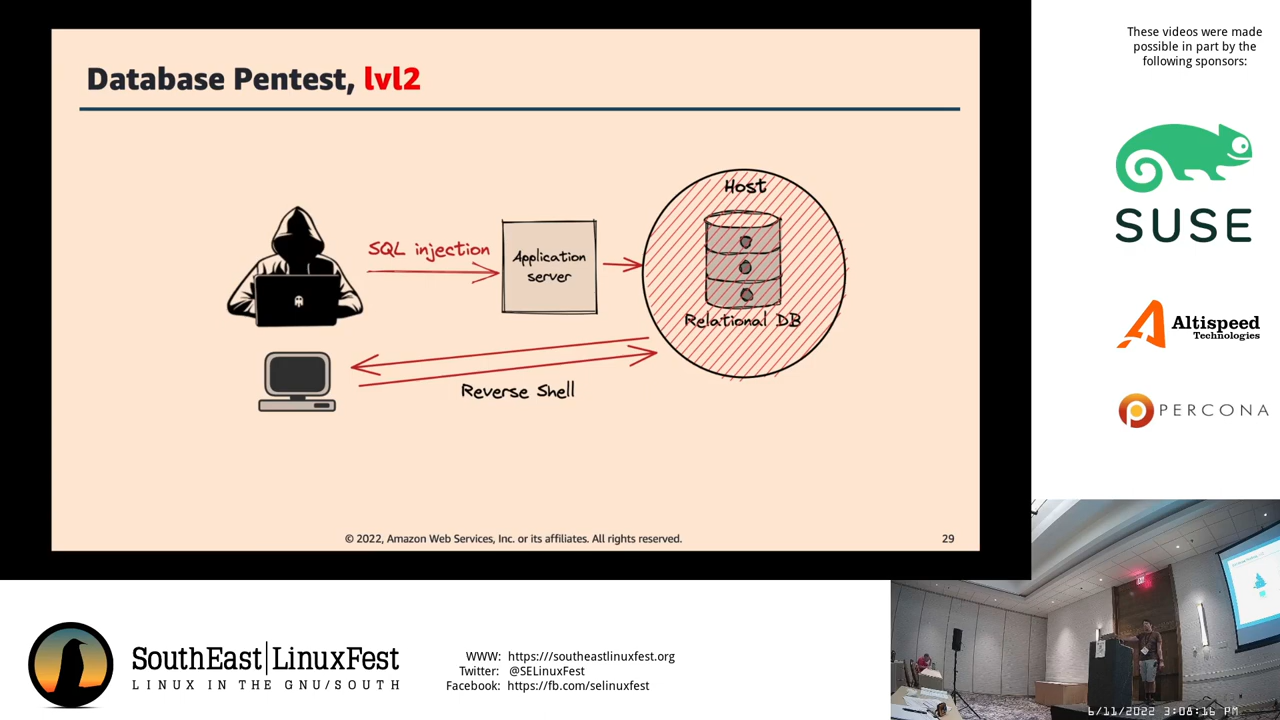 Database Pentest, lvl2
Host
SQL injection
Application
server
Relational DB
Reverse Shell
© 2022, Amazon Web Services, Inc. or its affiliates. All rights reserved.
29
These videos were made
possible in part by the
following sponsors:
SUSE
Altispeed
Technologies
PERCONA
SouthEast|LinuxFest
LINUX IN THE GNU/SOUTH
WWW: https:///southeastlinuxfest.org
Twitter: @SELinuxFest
Facebook: https://fb.com/selinuxfest
6/11/2022 3:08:16 PM